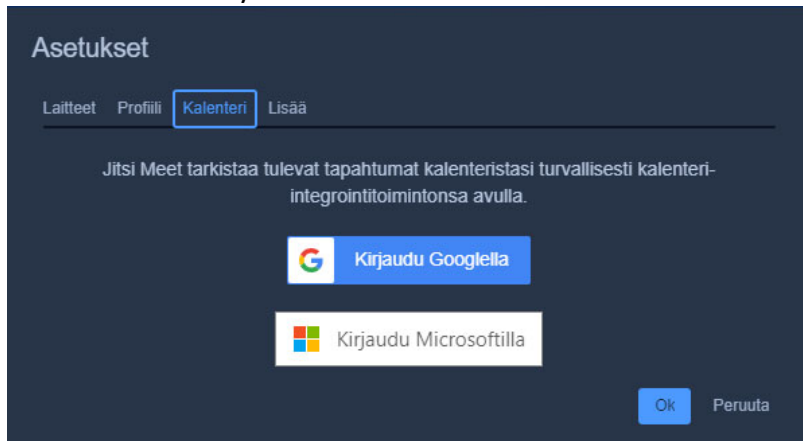 Asetukset
Laitteet Profiili Kalenteri Lisää
Jitsi Meet tarkistaa tulevat tapahtumat kalenteristasi turvallisesti kalenteri-
integrointitoimintonsa avulla.
Kirjaudu Googlella
Kirjaudu Microsoftilla
Ok Peruuta